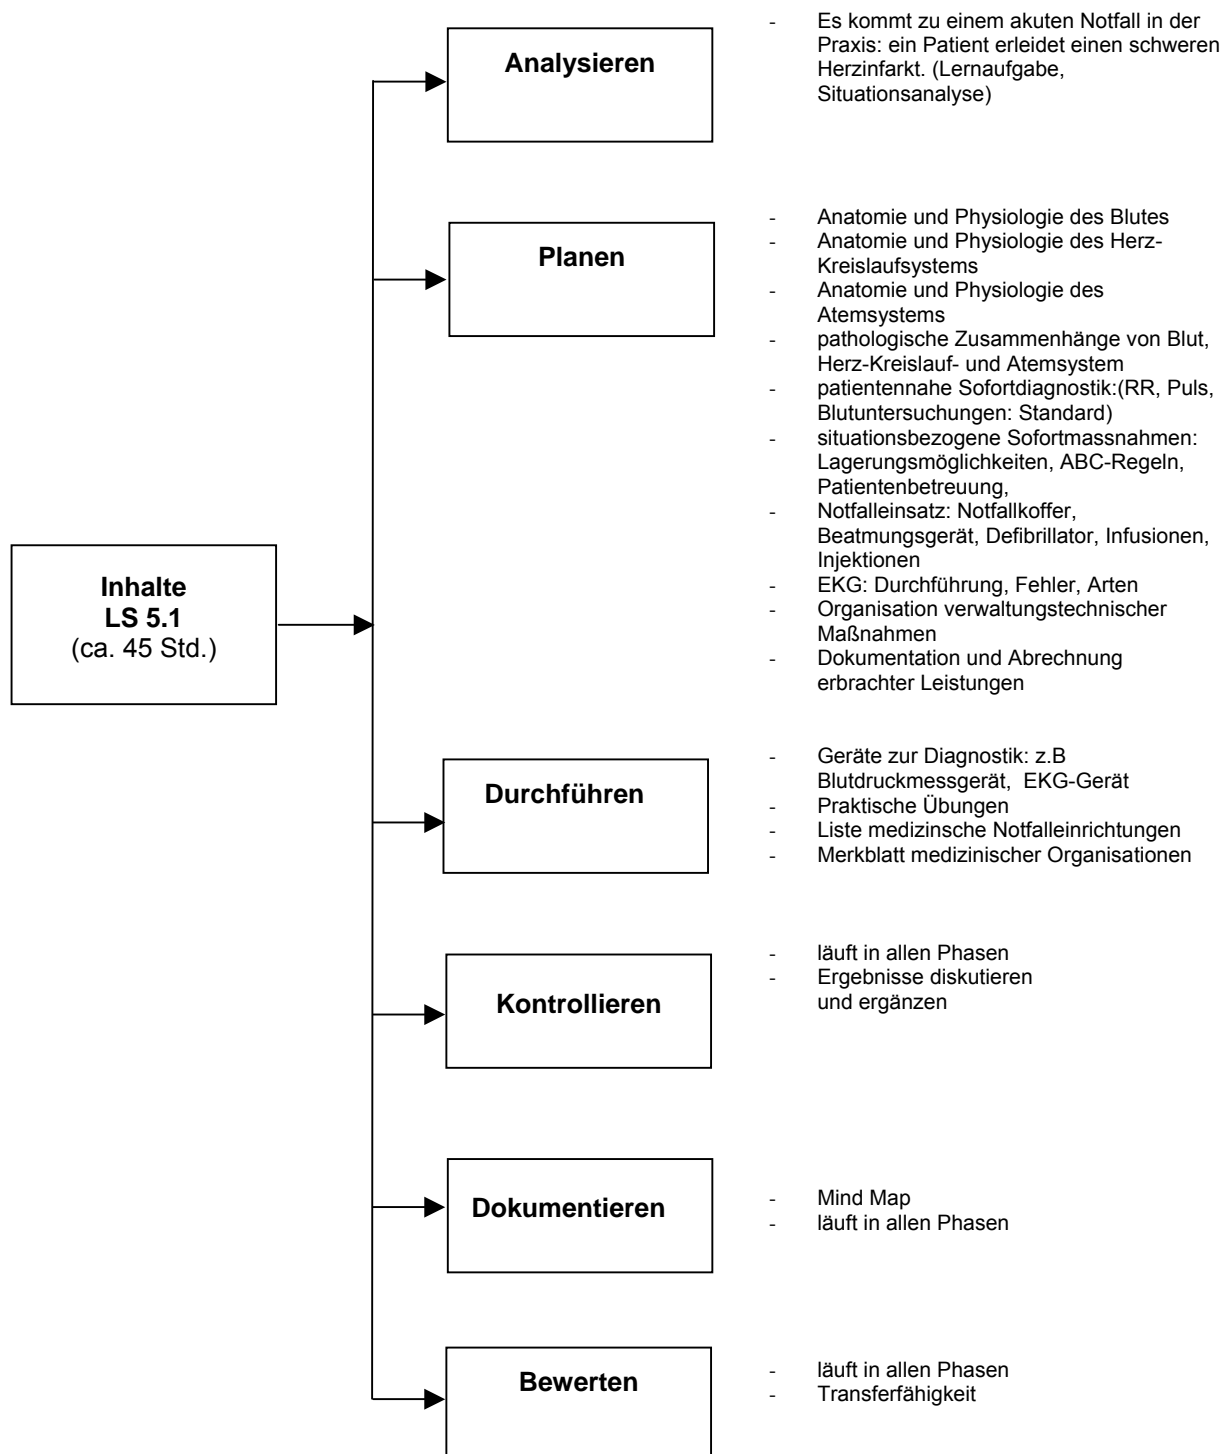 Analysieren
- Es kommt zu einem akuten Notfall in der
Praxis: ein Patient erleidet einen schweren
Herzinfarkt. (Lernaufgabe,
Situationsanalyse)
Planen
- Anatomie und Physiologie des Blutes
- Anatomie und Physiologie des Herz-
Kreislaufsystems
- Anatomie und Physiologie des
Atemsystems
- pathologische Zusammenhänge von Blut,
Herz-Kreislauf- und Atemsystem
- patientennahe Sofortdiagnostik:(RR, Puls,
Blutuntersuchungen: Standard)
- situationsbezogene Sofortmassnahmen:
Lagerungsmöglichkeiten, ABC-Regeln,
Patientenbetreuung,
- Notfalleinsatz: Notfallkoffer,
Beatmungsgerät, Defibrillator, Infusionen,
Injektionen
- EKG: Durchführung, Fehler, Arten
- Organisation verwaltungstechnischer
Maßnahmen
- Dokumentation und Abrechnung
erbrachter Leistungen
Inhalte
LS 5.1
(ca. 45 Std.)
Durchführen
- Geräte zur Diagnostik: z.B
Blutdruckmessgerät, EKG-Gerät
- Praktische Übungen
- Liste medizinsche Notfalleinrichtungen
- Merkblatt medizinischer Organisationen
Kontrollieren
- läuft in allen Phasen
- Ergebnisse diskutieren
und ergänzen
Dokumentieren
- Mind Map
- läuft in allen Phasen
Bewerten
- läuft in allen Phasen
- Transferfähigkeit